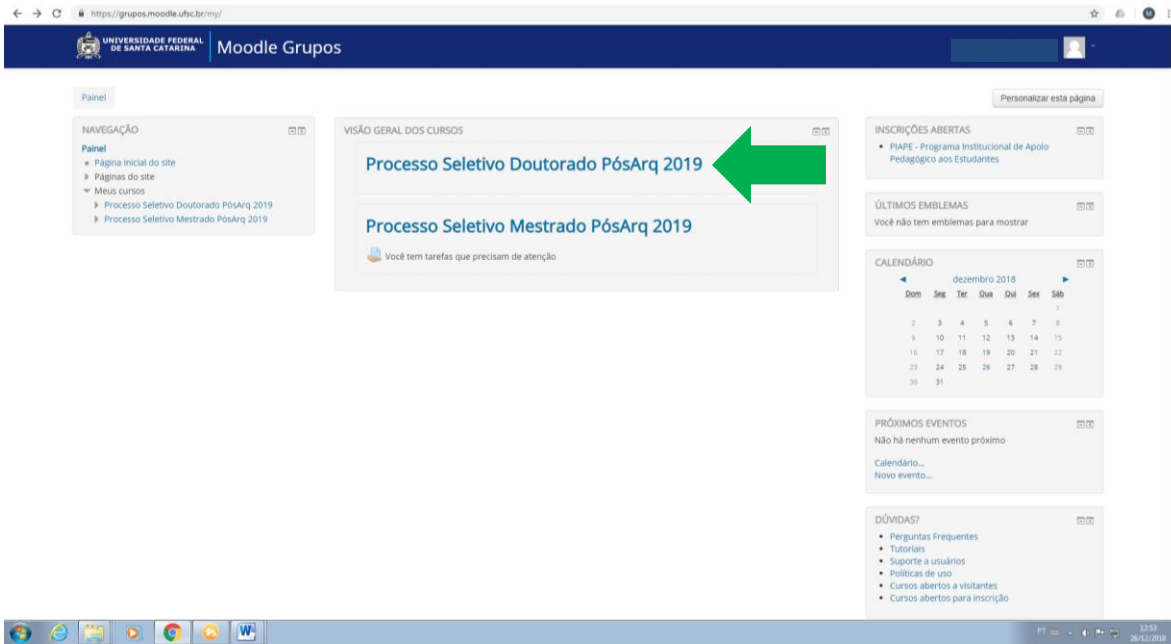 https://grupos.moodle.ufsc.br/my/
UNIVERSIDADE FEDERAL
DE SANTA CATARINA
Moodle Grupos
Painel
Personalizar esta página
NAVEGAÇÃO
Painel
Página inicial do site
Páginas do site
Meus cursos
Processo Seletivo Doutorado PósArq 2019
Processo Seletivo Mestrado PósArq 2019
VISÃO GERAL DOS CURSOS
Processo Seletivo Doutorado PósArq 2019
Processo Seletivo Mestrado PósArq 2019
Você tem tarefas que precisam de atenção
INSCRIÇÕES ABERTAS
PIAPE - Programa Institucional de Apoio
Pedagógico aos Estudantes
ÚLTIMOS EMBLEMAS
Você não tem emblemas para mostrar
CALENDÁRIO
◄ dezembro 2018 ►
Dom Seg Ter Qua Qui Sex Sáb
1
2 3 4 5 6 7 8
9 10 11 12 13 14 15
16 17 18 19 20 21 22
23 24 25 26 27 28 29
30 31
PRÓXIMOS EVENTOS
Não há nenhum evento próximo
Calendário...
Novo evento...
DÚVIDAS?
Perguntas Frequentes
Tutoriais
Suporte a usuários
Políticas de uso
Cursos abertos a visitantes
Cursos abertos para inscrição
PT
12:53
26/12/2018